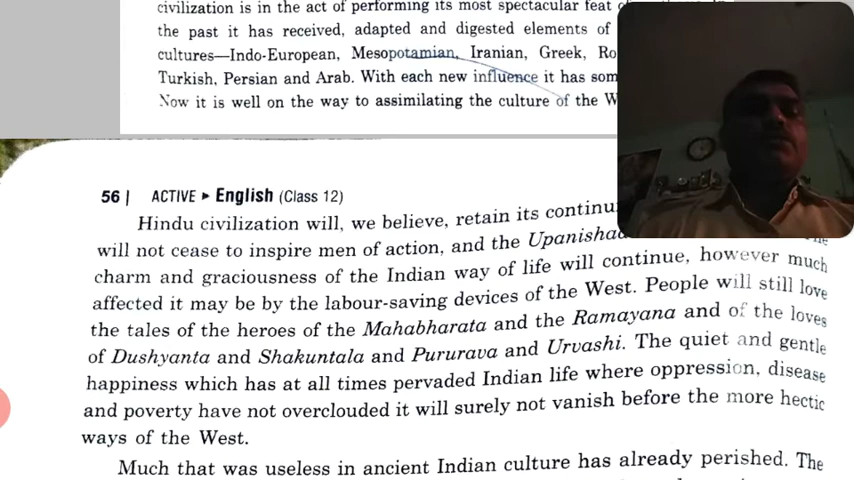 civilization is in the act of performing its most spectacular feat
the past it has received, adapted and digested elements of
cultures—Indo-European, Mesopotamian, Iranian, Greek, Ro
Turkish, Persian and Arab. With each new influence it has som
Now it is well on the way to assimilating the culture of the W
56 | ACTIVE ▸ English (Class 12)
Hindu civilization will, we believe, retain its continu
will not cease to inspire men of action, and the Upanishad
charm and graciousness of the Indian way of life will continue, however much
affected it may be by the labour-saving devices of the West. People will still love
the tales of the heroes of the Mahabharata and the Ramayana and of the loves
of Dushyanta and Shakuntala and Pururava and Urvashi. The quiet and gentle
happiness which has at all times pervaded Indian life where oppression, disease
and poverty have not overclouded it will surely not vanish before the more hectic
ways of the West.
Much that was useless in ancient Indian culture has already perished. The